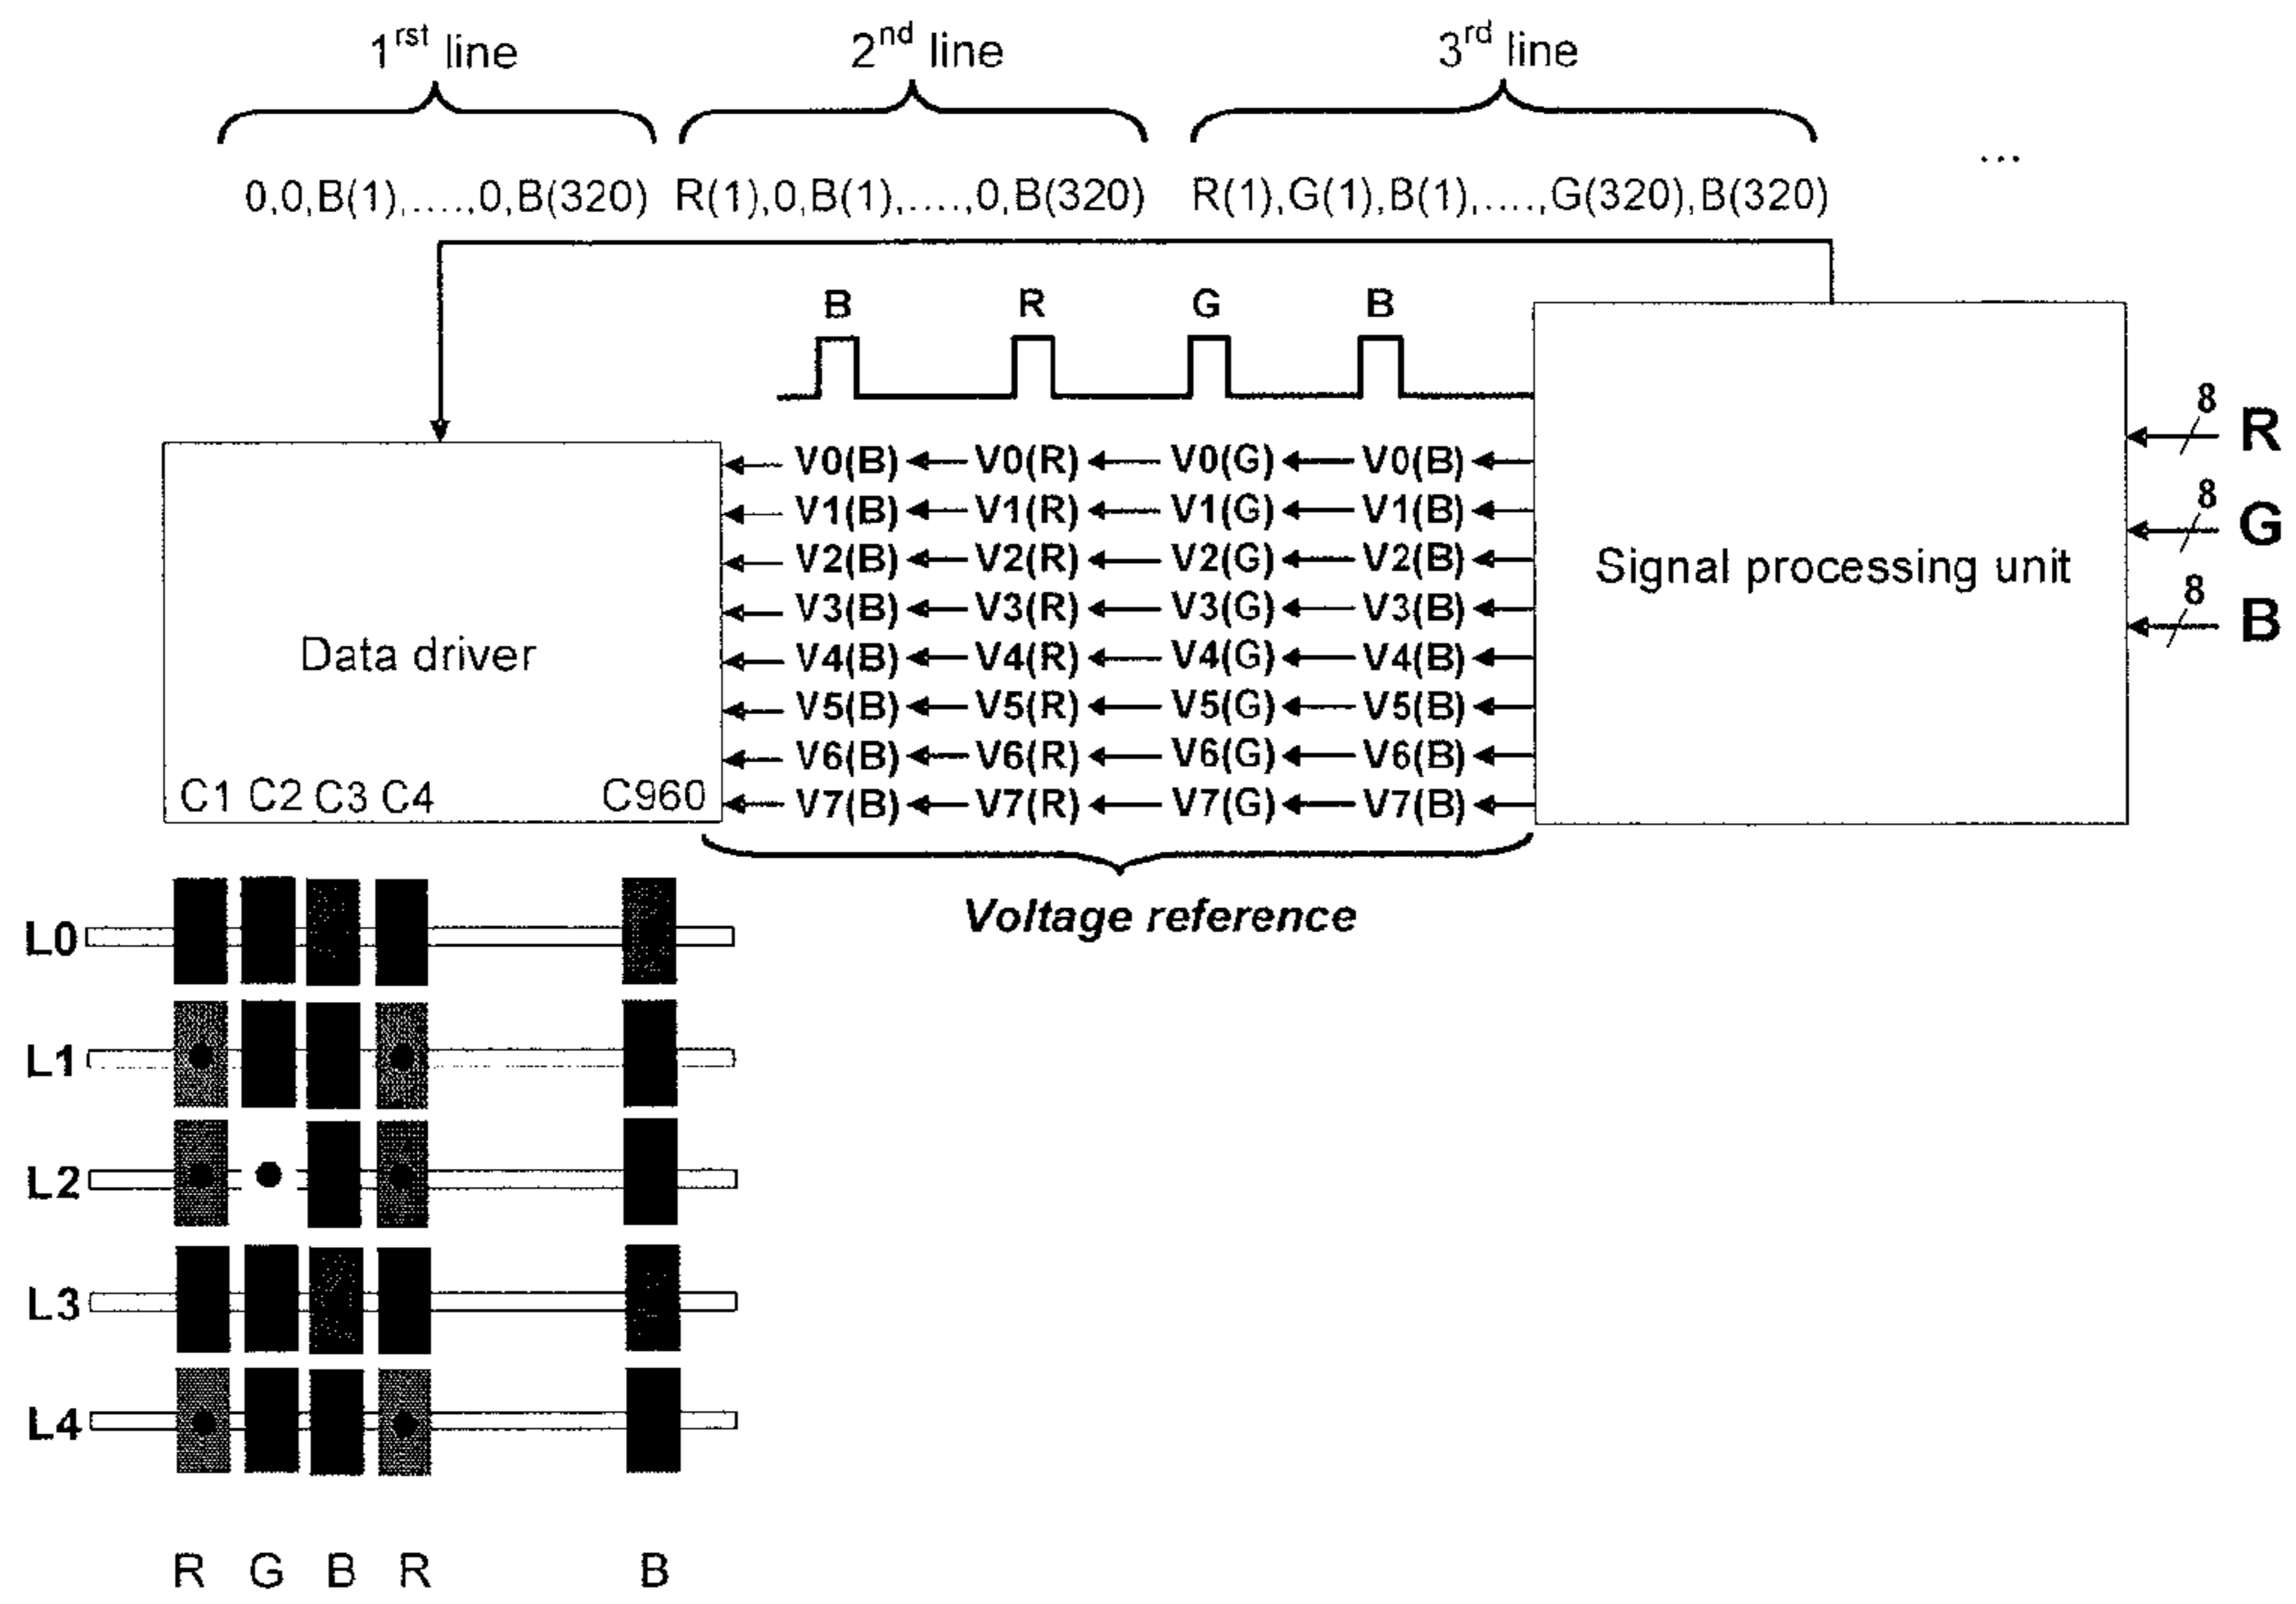 1rst line 2nd line 3rd line
...
0,0,B(1),....,0,B(320) R(1),0,B(1),....,0,B(320) R(1),G(1),B(1),....,G(320),B(320)
B R G B
8 R
8 G
8 B
V0(B) V0(R) V0(G) V0(B)
V1(B) V1(R) V1(G) V1(B)
V2(B) V2(R) V2(G) V2(B)
V3(B) V3(R) V3(G) V3(B)
V4(B) V4(R) V4(G) V4(B)
V5(B) V5(R) V5(G) V5(B)
V6(B) V6(R) V6(G) V6(B)
V7(B) V7(R) V7(G) V7(B)
Signal processing unit
Data driver
C1 C2 C3 C4 C960
Voltage reference
L0
L1
L2
L3
L4
R G B R B